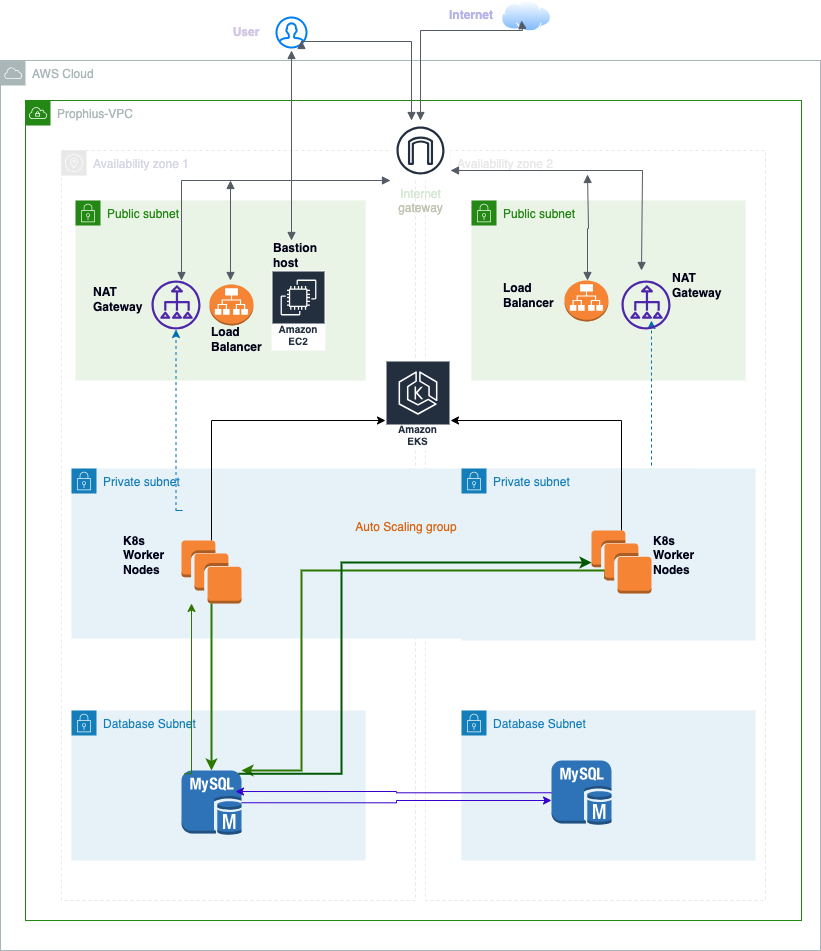 User
Internet
AWS Cloud
Prophius-VPC
Availability zone 1
Availability zone 2
Internet
gateway
Public subnet
Public subnet
Bastion
host
NAT
Gateway
Load
Balancer
Amazon
EC2
Load
Balancer
NAT
Gateway
K
Amazon
EKS
Private subnet
Private subnet
Auto Scaling group
K8s
Worker
Nodes
K8s
Worker
Nodes
Database Subnet
Database Subnet
MySQL
M
MySQL
M